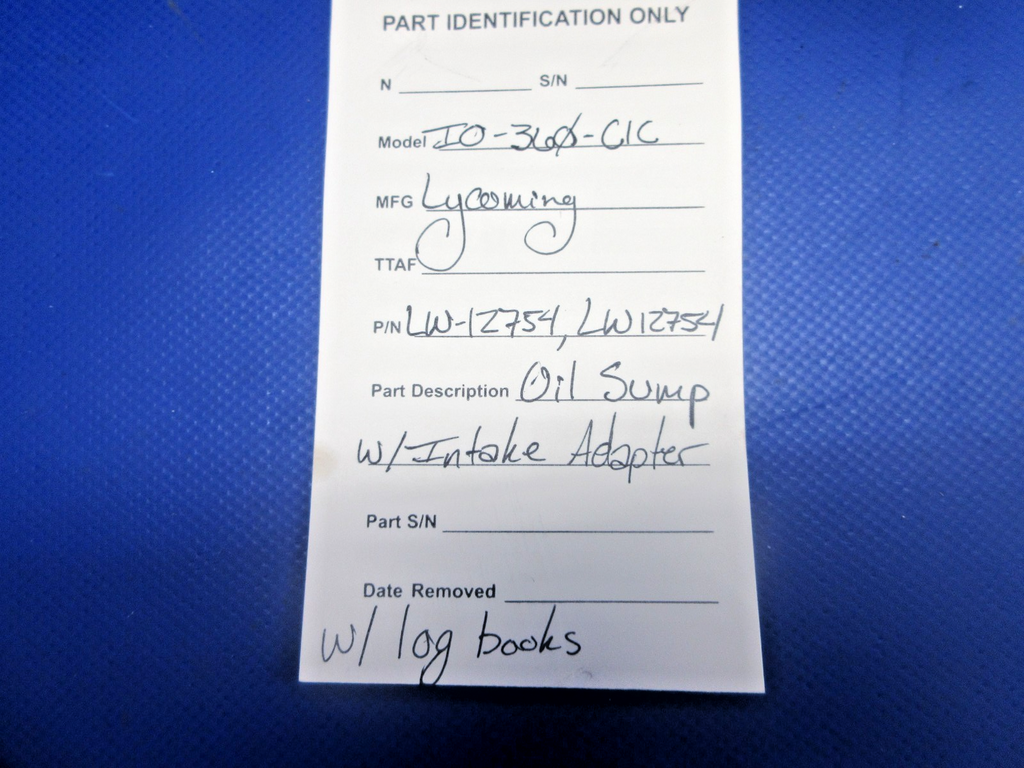 PART IDENTIFICATION ONLY
N S/N
Model IO-360-C1C
MFG Lycoming
TTAF
P/N LW-12754, LW12754
Part Description Oil Sump
w/Intake Adapter
Part S/N
Date Removed
w/ log books